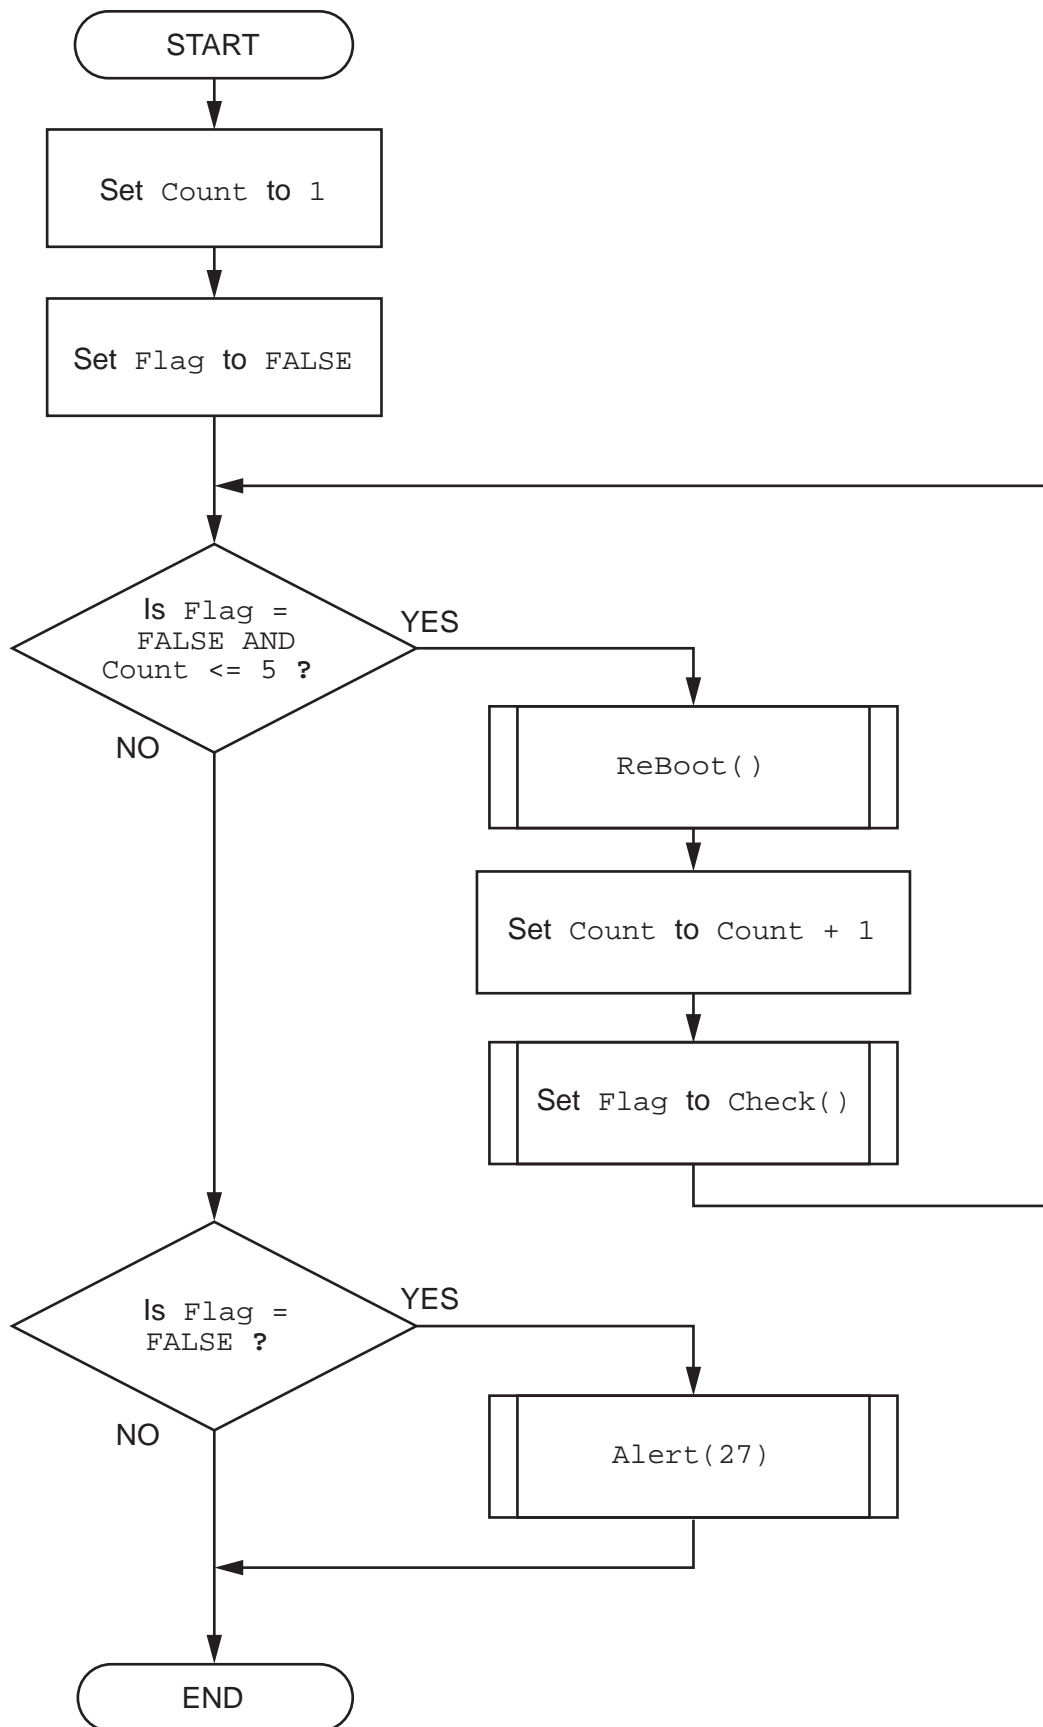 START
Set Count to 1
Set Flag to FALSE
Is Flag =
FALSE AND
Count <= 5 ?
YES
NO
ReBoot()
Set Count to Count + 1
Set Flag to Check()
Is Flag =
FALSE ?
YES
NO
Alert(27)
END